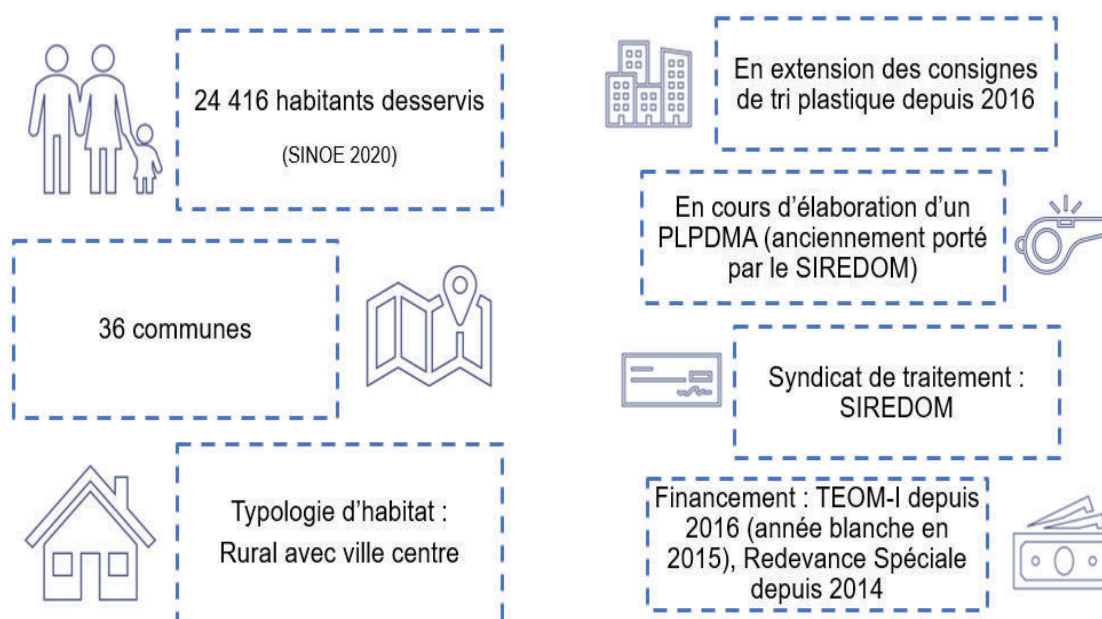 24 416 habitants desservis
(SINOE 2020)
36 communes
Typologie d’habitat :
Rural avec ville centre
En extension des consignes
de tri plastique depuis 2016
En cours d’élaboration d’un
PLPDMA (anciennement porté
par le SIREDOM)
Syndicat de traitement :
SIREDOM
Financement : TEOM-I depuis
2016 (année blanche en
2015), Redevance Spéciale
depuis 2014